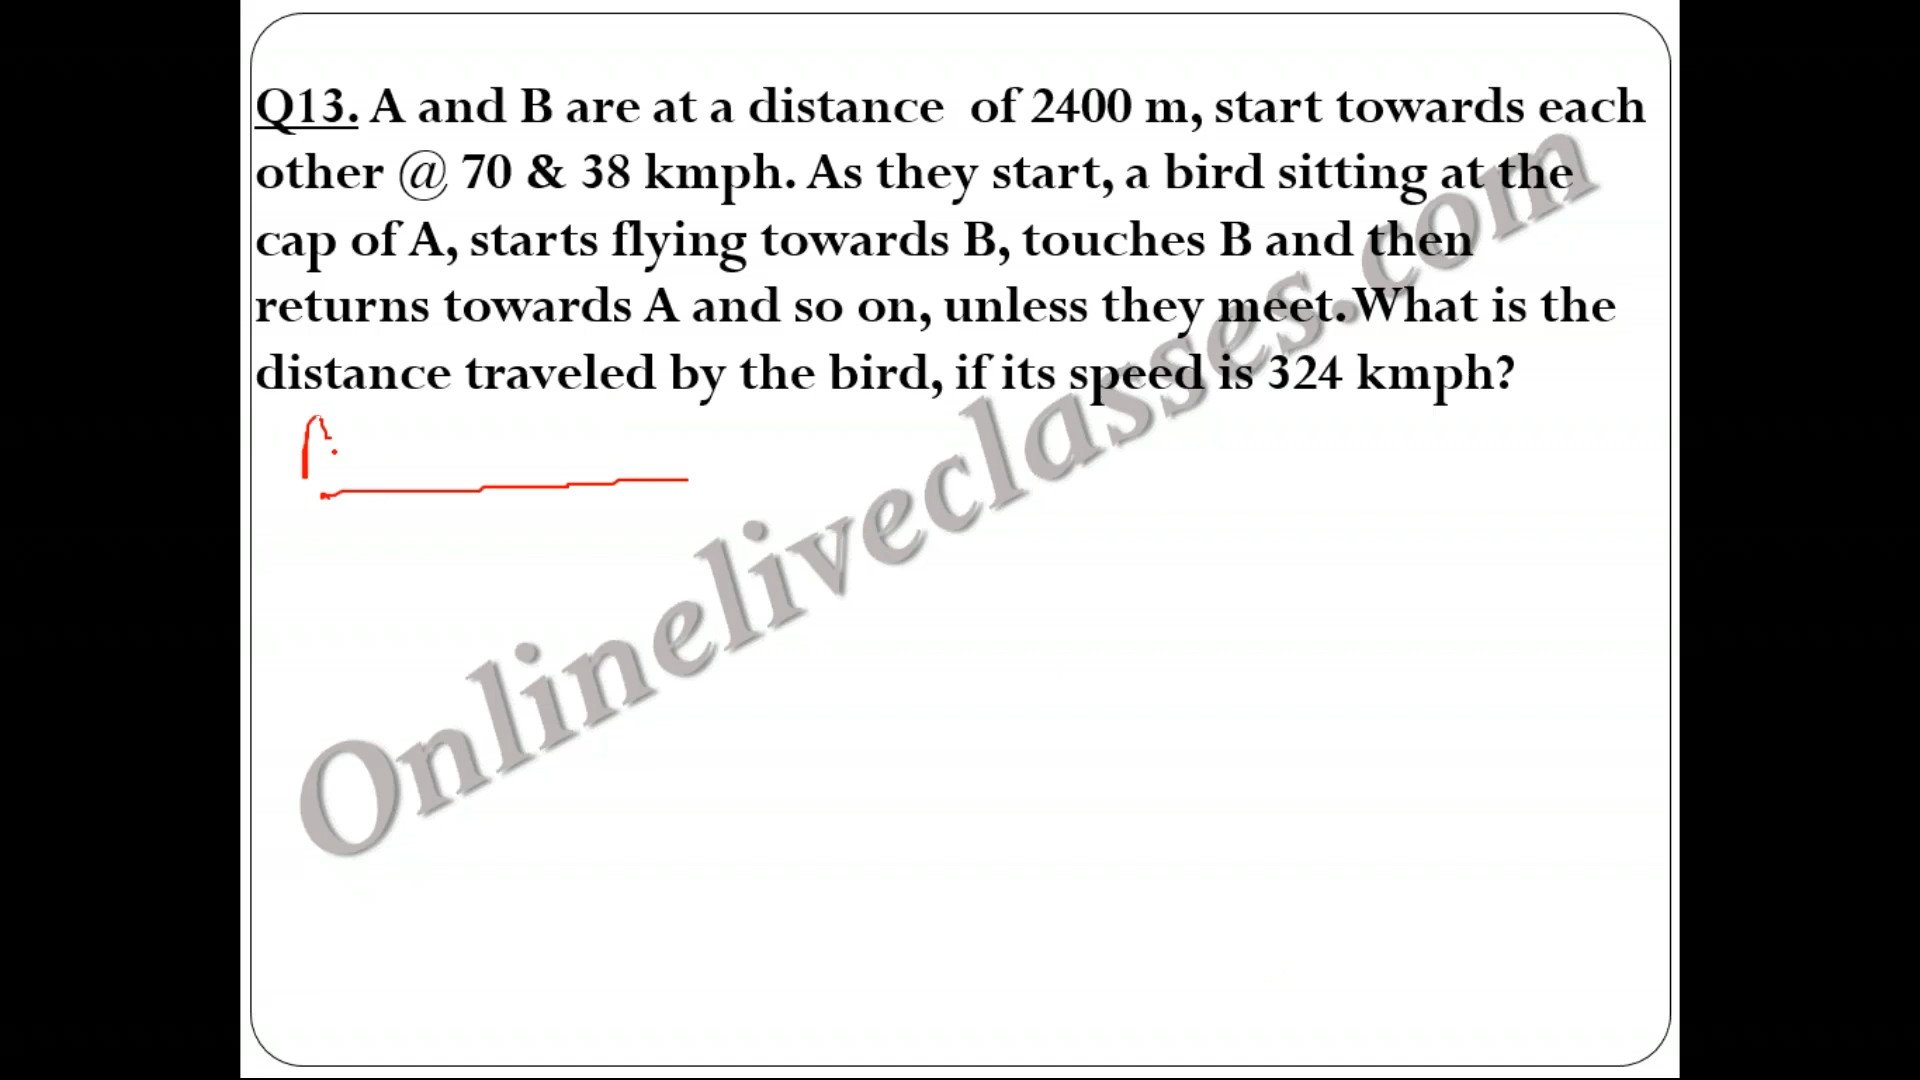 Q13. A and B are at a distance of 2400 m, start towards each
other @ 70 & 38 kmph. As they start, a bird sitting at the
cap of A, starts flying towards B, touches B and then
returns towards A and so on, unless they meet. What is the
distance traveled by the bird, if its speed is 324 kmph?
Onlineliveclasses.com